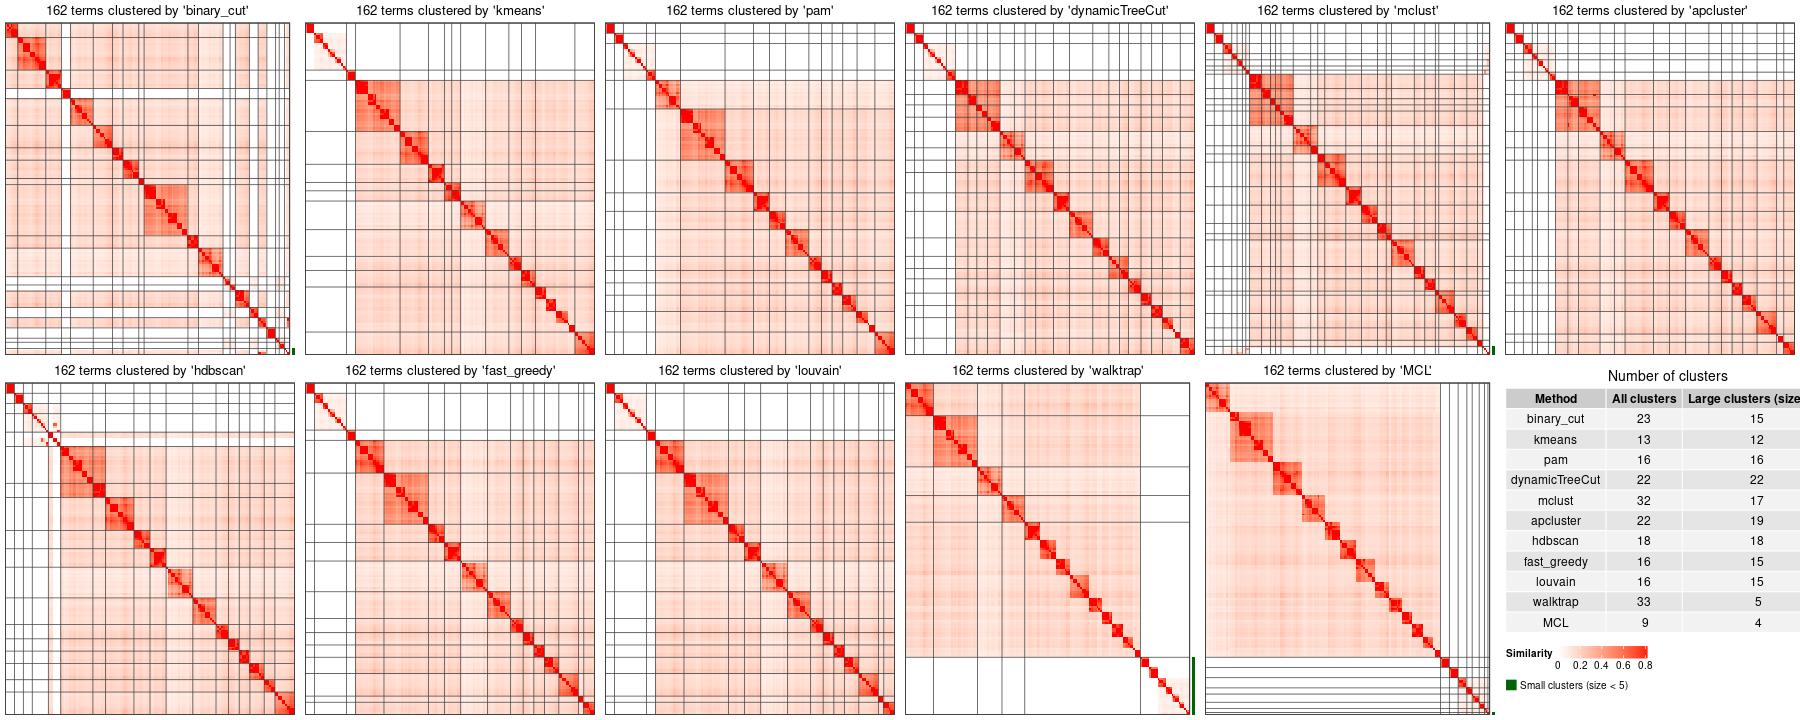 162 terms clustered by 'binary_cut'
162 terms clustered by 'kmeans'
162 terms clustered by 'pam'
162 terms clustered by 'dynamicTreeCut'
162 terms clustered by 'mclust'
162 terms clustered by 'apcluster'
162 terms clustered by 'hdbscan'
162 terms clustered by 'fast_greedy'
162 terms clustered by 'louvain'
162 terms clustered by 'walktrap'
162 terms clustered by 'MCL'
Number of clusters
Method All clusters Large clusters (size
binary_cut 23 15
kmeans 13 12
pam 16 16
dynamicTreeCut 22 22
mclust 32 17
apcluster 22 19
hdbscan 18 18
fast_greedy 16 15
louvain 16 15
walktrap 33 5
MCL 9 4
Similarity
0 0.2 0.4 0.6 0.8
Small clusters (size < 5)